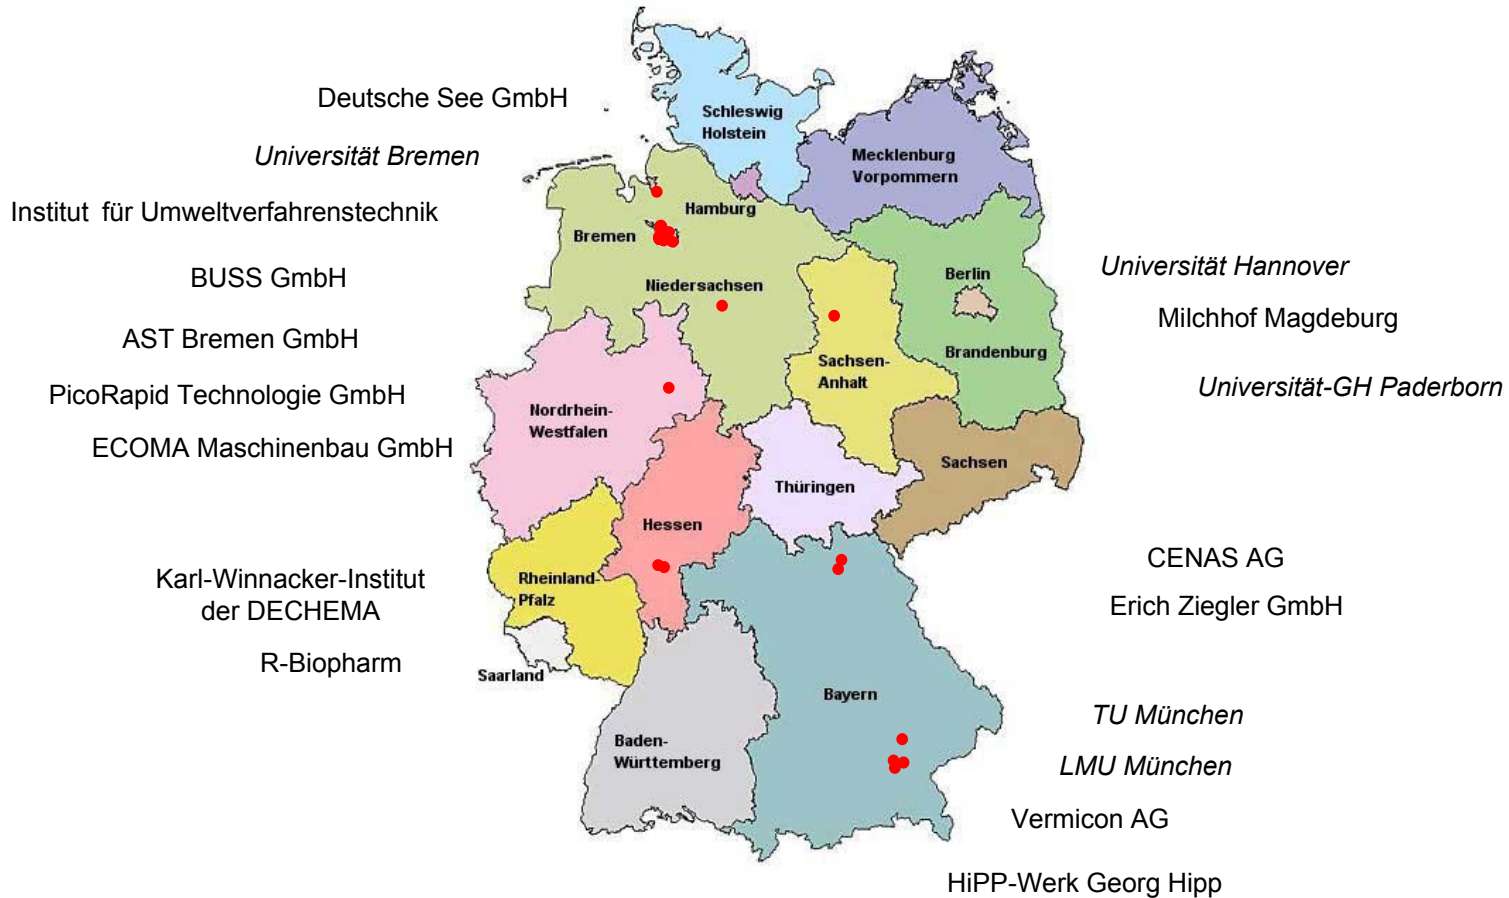 Deutsche See GmbH
Universität Bremen
Institut für Umweltverfahrenstechnik
BUSS GmbH
AST Bremen GmbH
PicoRapid Technologie GmbH
ECOMA Maschinenbau GmbH
Karl-Winnacker-Institut
der DECHEMA
R-Biopharm
Schleswig
Holstein
Mecklenburg
Vorpommern
Hamburg
Bremen
Niedersachsen
Berlin
Brandenburg
Sachsen-
Anhalt
Nordrhein-
Westfalen
Sachsen
Thüringen
Hessen
Rheinland-
Pfalz
Saarland
Bayern
Baden-
Württemberg
Universität Hannover
Milchhof Magdeburg
Universität-GH Paderborn
CENAS AG
Erich Ziegler GmbH
TU München
LMU München
Vermicon AG
HiPP-Werk Georg Hipp